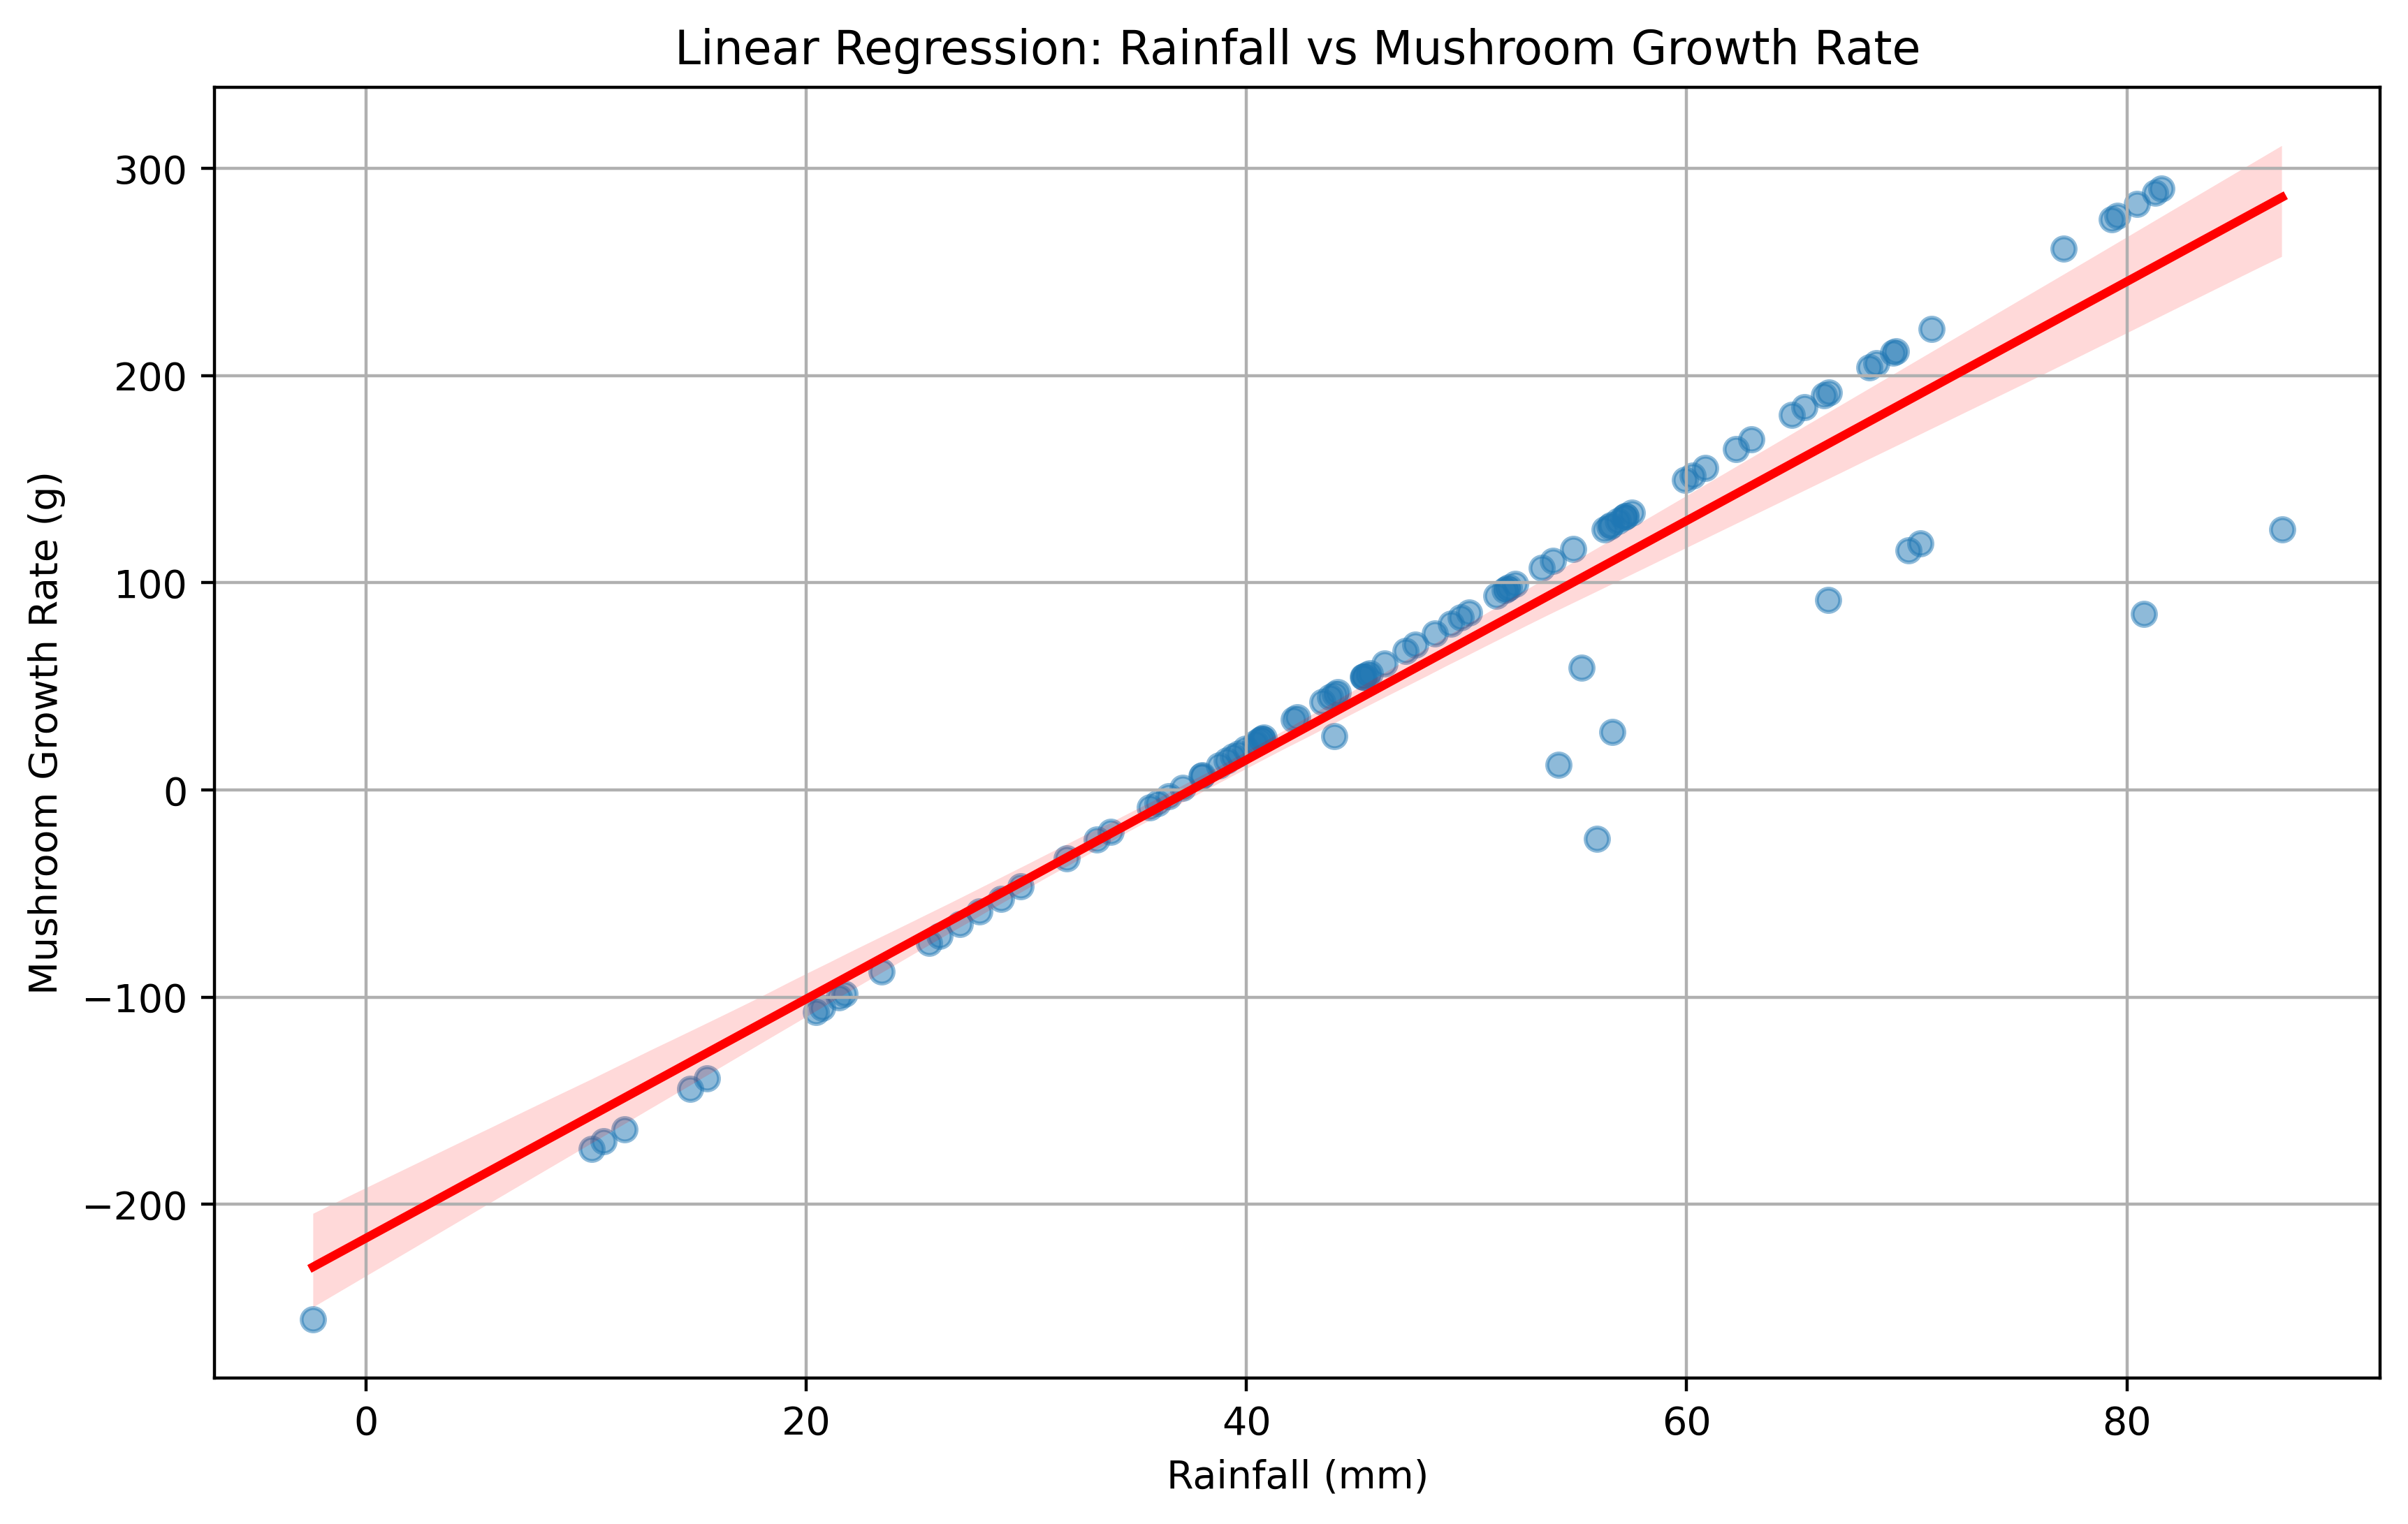 Linear Regression: Rainfall vs Mushroom Growth Rate
Mushroom Growth Rate (g)
300
200
100
0
−100
−200
0 20 40 60 80
Rainfall (mm)